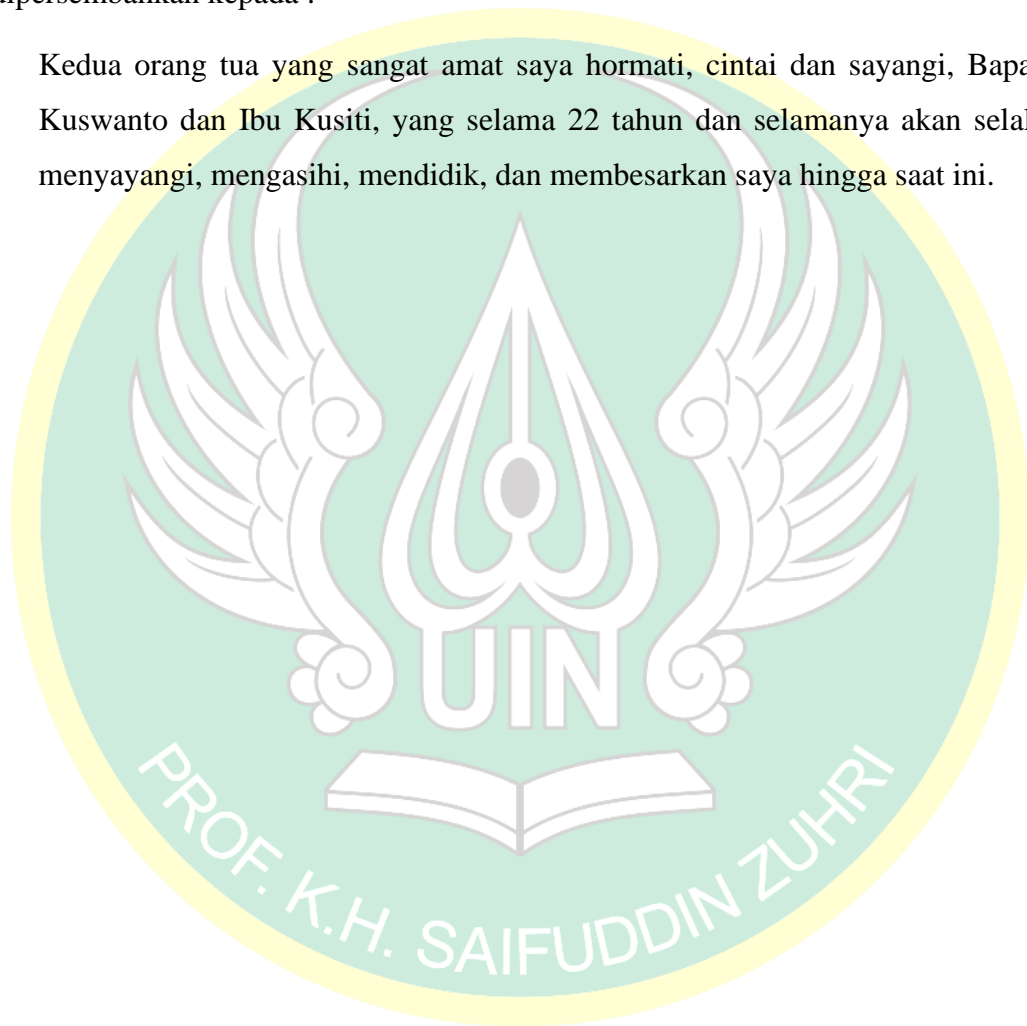 dipersembahkan kepada :
Kedua orang tua yang sangat amat saya hormati, cintai dan sayangi, Bapa
Kuswanto dan Ibu Kusiti, yang selama 22 tahun dan selamanya akan selal
menyayangi, mengasihi, mendidik, dan membesarkan saya hingga saat ini.
UIN
PROF. K.H. SAIFUDDIN ZUHRI